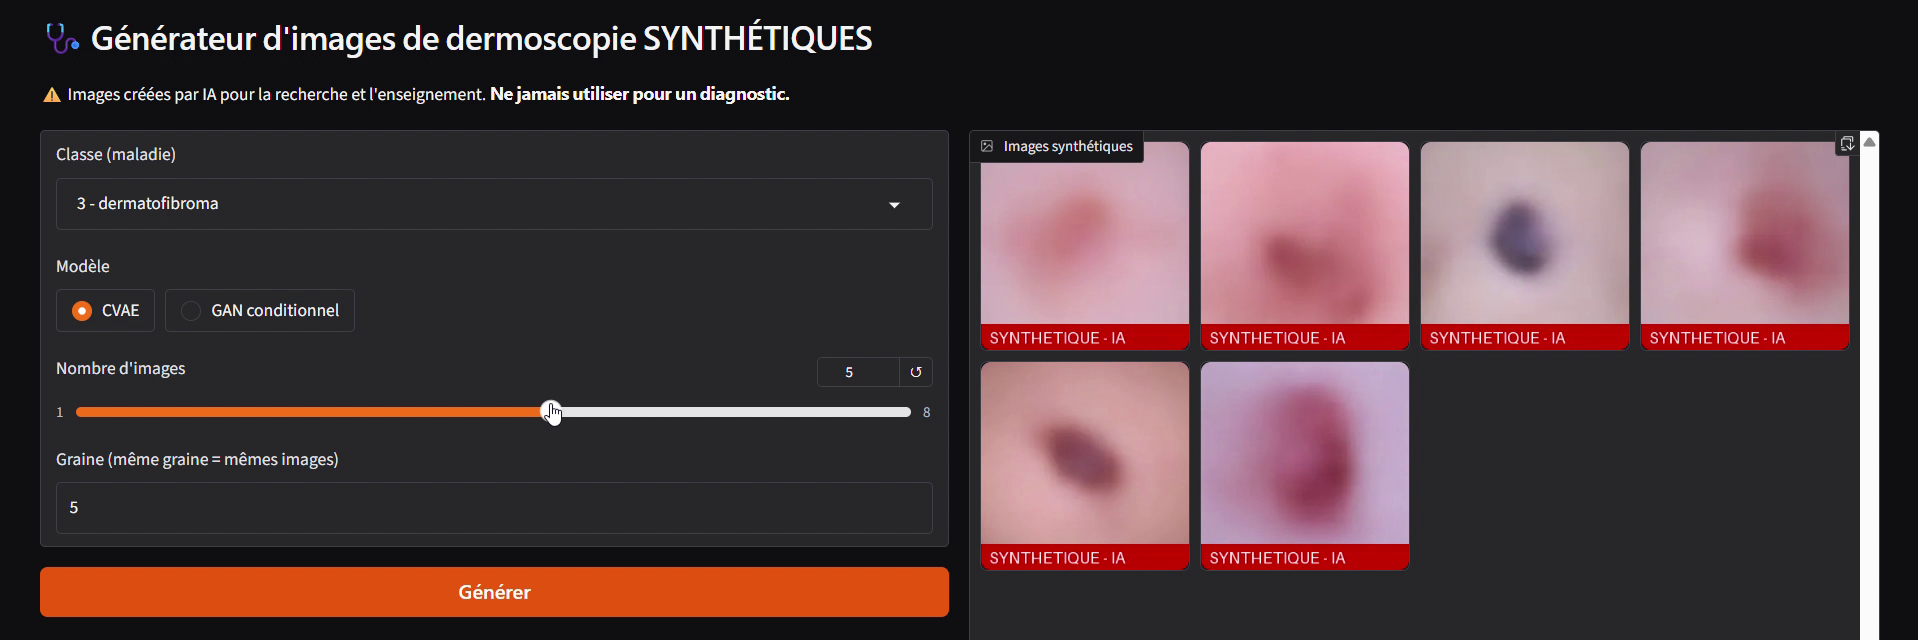 Générateur d'images de dermoscopie SYNTHÉTIQUES
Images créées par IA pour la recherche et l'enseignement. Ne jamais utiliser pour un diagnostic.
Classe (maladie)
3 - dermatofibroma
Modèle
CVAE
GAN conditionnel
Nombre d'images
5
1
8
Graine (même graine = mêmes images)
5
Générer
Images synthétiques
SYNTHETIQUE - IA
SYNTHETIQUE - IA
SYNTHETIQUE - IA
SYNTHETIQUE - IA
SYNTHETIQUE - IA
SYNTHETIQUE - IA